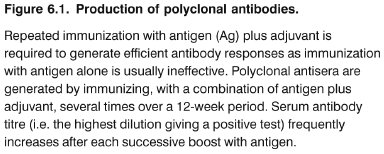 Figure 6.1. Production of polyclonal antibodies.
Repeated immunization with antigen (Ag) plus adjuvant is
required to generate efficient antibody responses as immunization
with antigen alone is usually ineffective. Polyclonal antisera are
generated by immunizing, with a combination of antigen plus
adjuvant, several times over a 12-week period. Serum antibody
titre (i.e. the highest dilution giving a positive test) frequently
increases after each successive boost with antigen.